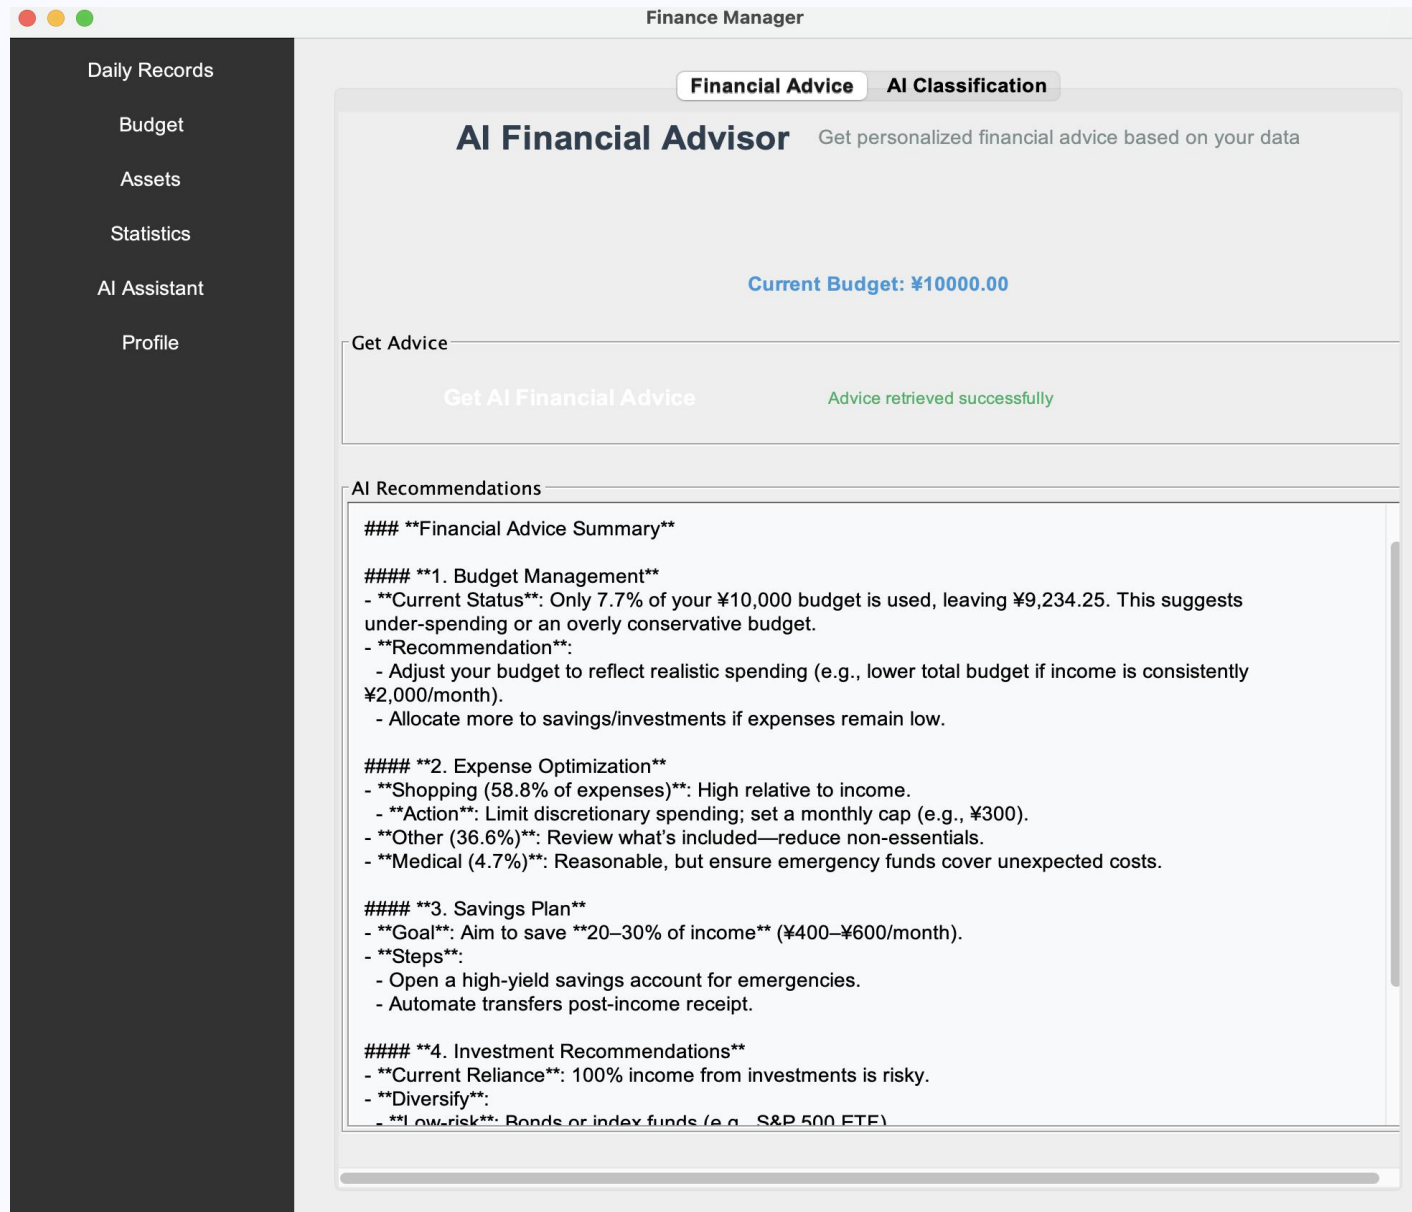 Finance Manager
Daily Records
Budget
Assets
Statistics
AI Assistant
Profile
Financial Advice
AI Classification
AI Financial Advisor
Get personalized financial advice based on your data
Current Budget: ¥10000.00
Get Advice
Get AI Financial Advice
Advice retrieved successfully
AI Recommendations
### **Financial Advice Summary**
#### **1. Budget Management**
- **Current Status**: Only 7.7% of your ¥10,000 budget is used, leaving ¥9,234.25. This suggests
under-spending or an overly conservative budget.
- **Recommendation**:
- Adjust your budget to reflect realistic spending (e.g., lower total budget if income is consistently
¥2,000/month).
- Allocate more to savings/investments if expenses remain low.
#### **2. Expense Optimization**
- **Shopping (58.8% of expenses)**: High relative to income.
- **Action**: Limit discretionary spending; set a monthly cap (e.g., ¥300).
- **Other (36.6%)**: Review what’s included—reduce non-essentials.
- **Medical (4.7%)**: Reasonable, but ensure emergency funds cover unexpected costs.
#### **3. Savings Plan**
- **Goal**: Aim to save **20–30% of income** (¥400–¥600/month).
- **Steps**:
- Open a high-yield savings account for emergencies.
- Automate transfers post-income receipt.
#### **4. Investment Recommendations**
- **Current Reliance**: 100% income from investments is risky.
- **Diversify**:
- **Low-risk**: Bonds or index funds (e.g., S&P 500 ETF)